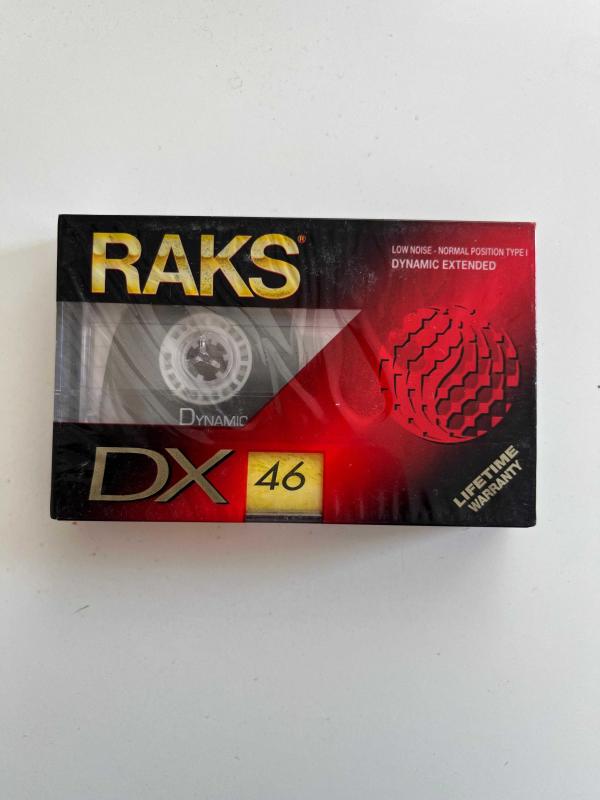 RAKS®
LOW NOISE - NORMAL POSITION TYPE I
DYNAMIC EXTENDED
DYNAMIC
DX 46
LIFETIME
WARRANTY